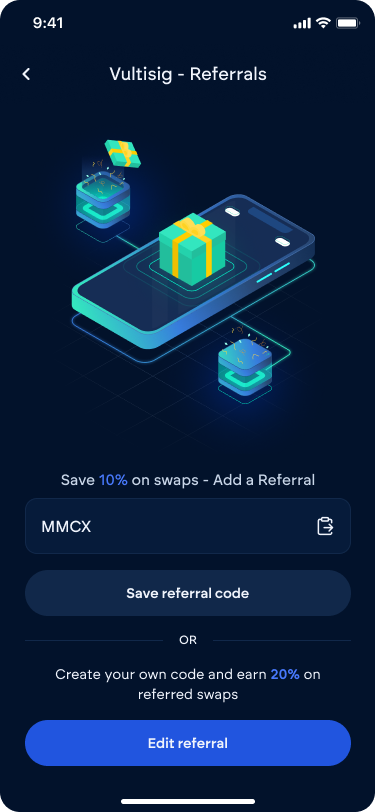 9:41
Vultisig - Referrals
Save 10% on swaps - Add a Referral
MMCX
Save referral code
OR
Create your own code and earn 20% on
referred swaps
Edit referral